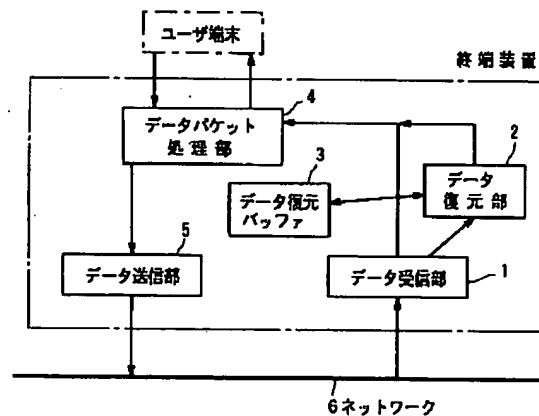 ユーザ端末
終端装置
4
データパケット
処理部
2
データ
復元部
3
データ復元
バッファ
5
データ送信部
データ受信部
1
6ネットワーク